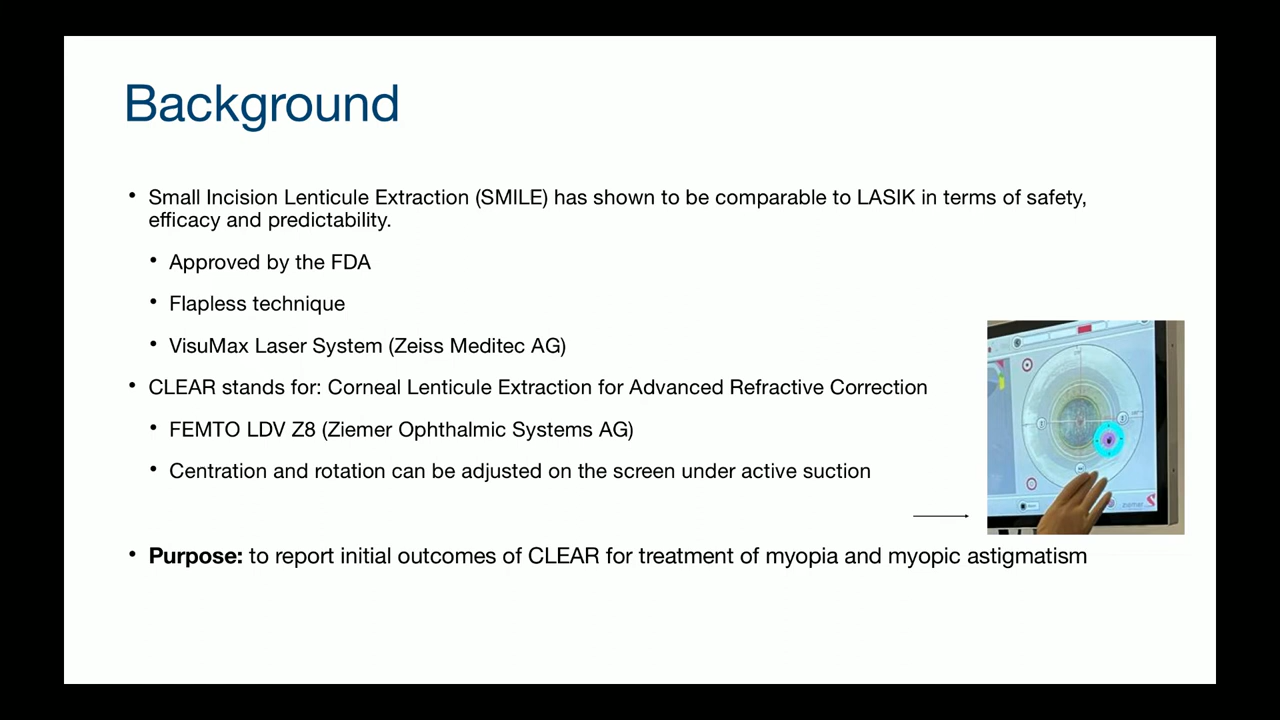 Background
• Small Incision Lenticule Extraction (SMILE) has shown to be comparable to LASIK in terms of safety,
efficacy and predictability.
• Approved by the FDA
• Flapless technique
• VisuMax Laser System (Zeiss Meditec AG)
• CLEAR stands for: Corneal Lenticule Extraction for Advanced Refractive Correction
• FEMTO LDV Z8 (Ziemer Ophthalmic Systems AG)
• Centration and rotation can be adjusted on the screen under active suction
ziemer
• Purpose: to report initial outcomes of CLEAR for treatment of myopia and myopic astigmatism